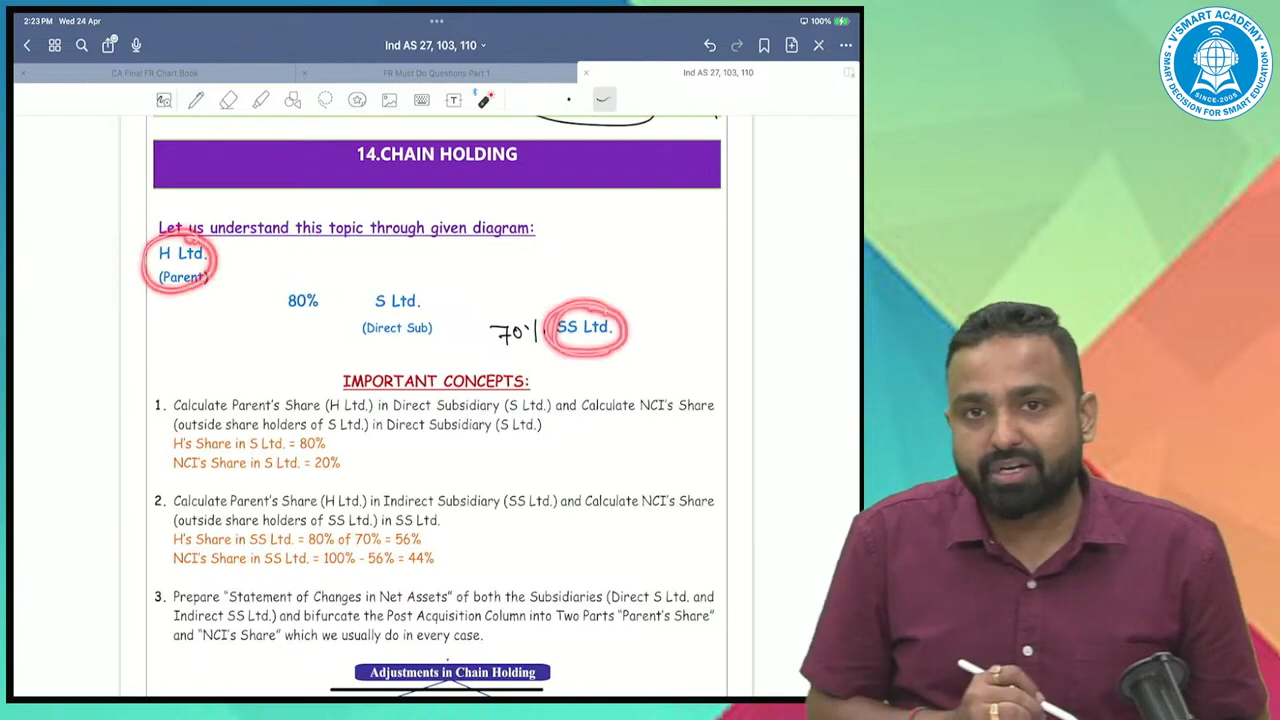 2:23 PM Wed 24 Apr
100%
Ind AS 27, 103, 110
CA Final FR Chart Book
FR Must Do Questions Part 1
Ind AS 27, 103, 110
14.CHAIN HOLDING
Let us understand this topic through given diagram:
H Ltd.
(Parent)
80% S Ltd.
(Direct Sub)
70% SS Ltd.
IMPORTANT CONCEPTS:
1. Calculate Parent's Share (H Ltd.) in Direct Subsidiary (S Ltd.) and Calculate NCI's Share
(outside share holders of S Ltd.) in Direct Subsidiary (S Ltd.)
H's Share in S Ltd. = 80%
NCI's Share in S Ltd. = 20%
2. Calculate Parent's Share (H Ltd.) in Indirect Subsidiary (SS Ltd.) and Calculate NCI's Share
(outside share holders of SS Ltd.) in SS Ltd.
H's Share in SS Ltd. = 80% of 70% = 56%
NCI's Share in SS Ltd. = 100% - 56% = 44%
3. Prepare "Statement of Changes in Net Assets" of both the Subsidiaries (Direct S Ltd. and
Indirect SS Ltd.) and bifurcate the Post Acquisition Column into Two Parts "Parent's Share"
and "NCI's Share" which we usually do in every case.
Adjustments in Chain Holding
V'SMART ACADEMY
SINCE-2005
SMART DECISION FOR SMART EDUCATION